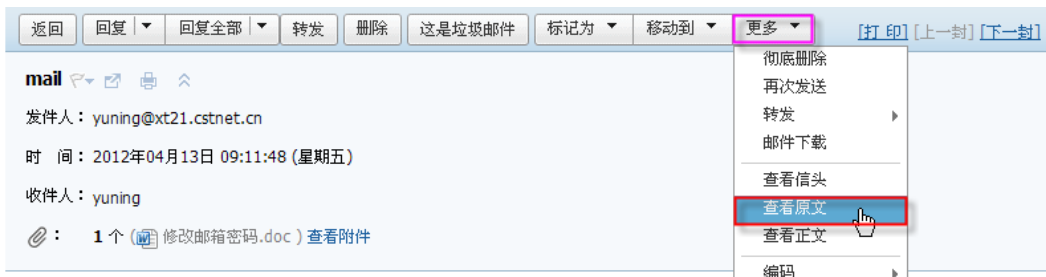 返回 回复 回复全部 转发 删除 这是垃圾邮件 标记为 移动到 更多 [打 印] [上一封] [下一封]
彻底删除
再次发送
转发
邮件下载
查看信头
查看原文
查看正文
编码
mail
发件人：yuning@xt21.cstnet.cn
时 间：2012年04月13日 09:11:48 (星期五)
收件人：yuning
： 1 个 ( 修改邮箱密码.doc ) 查看附件